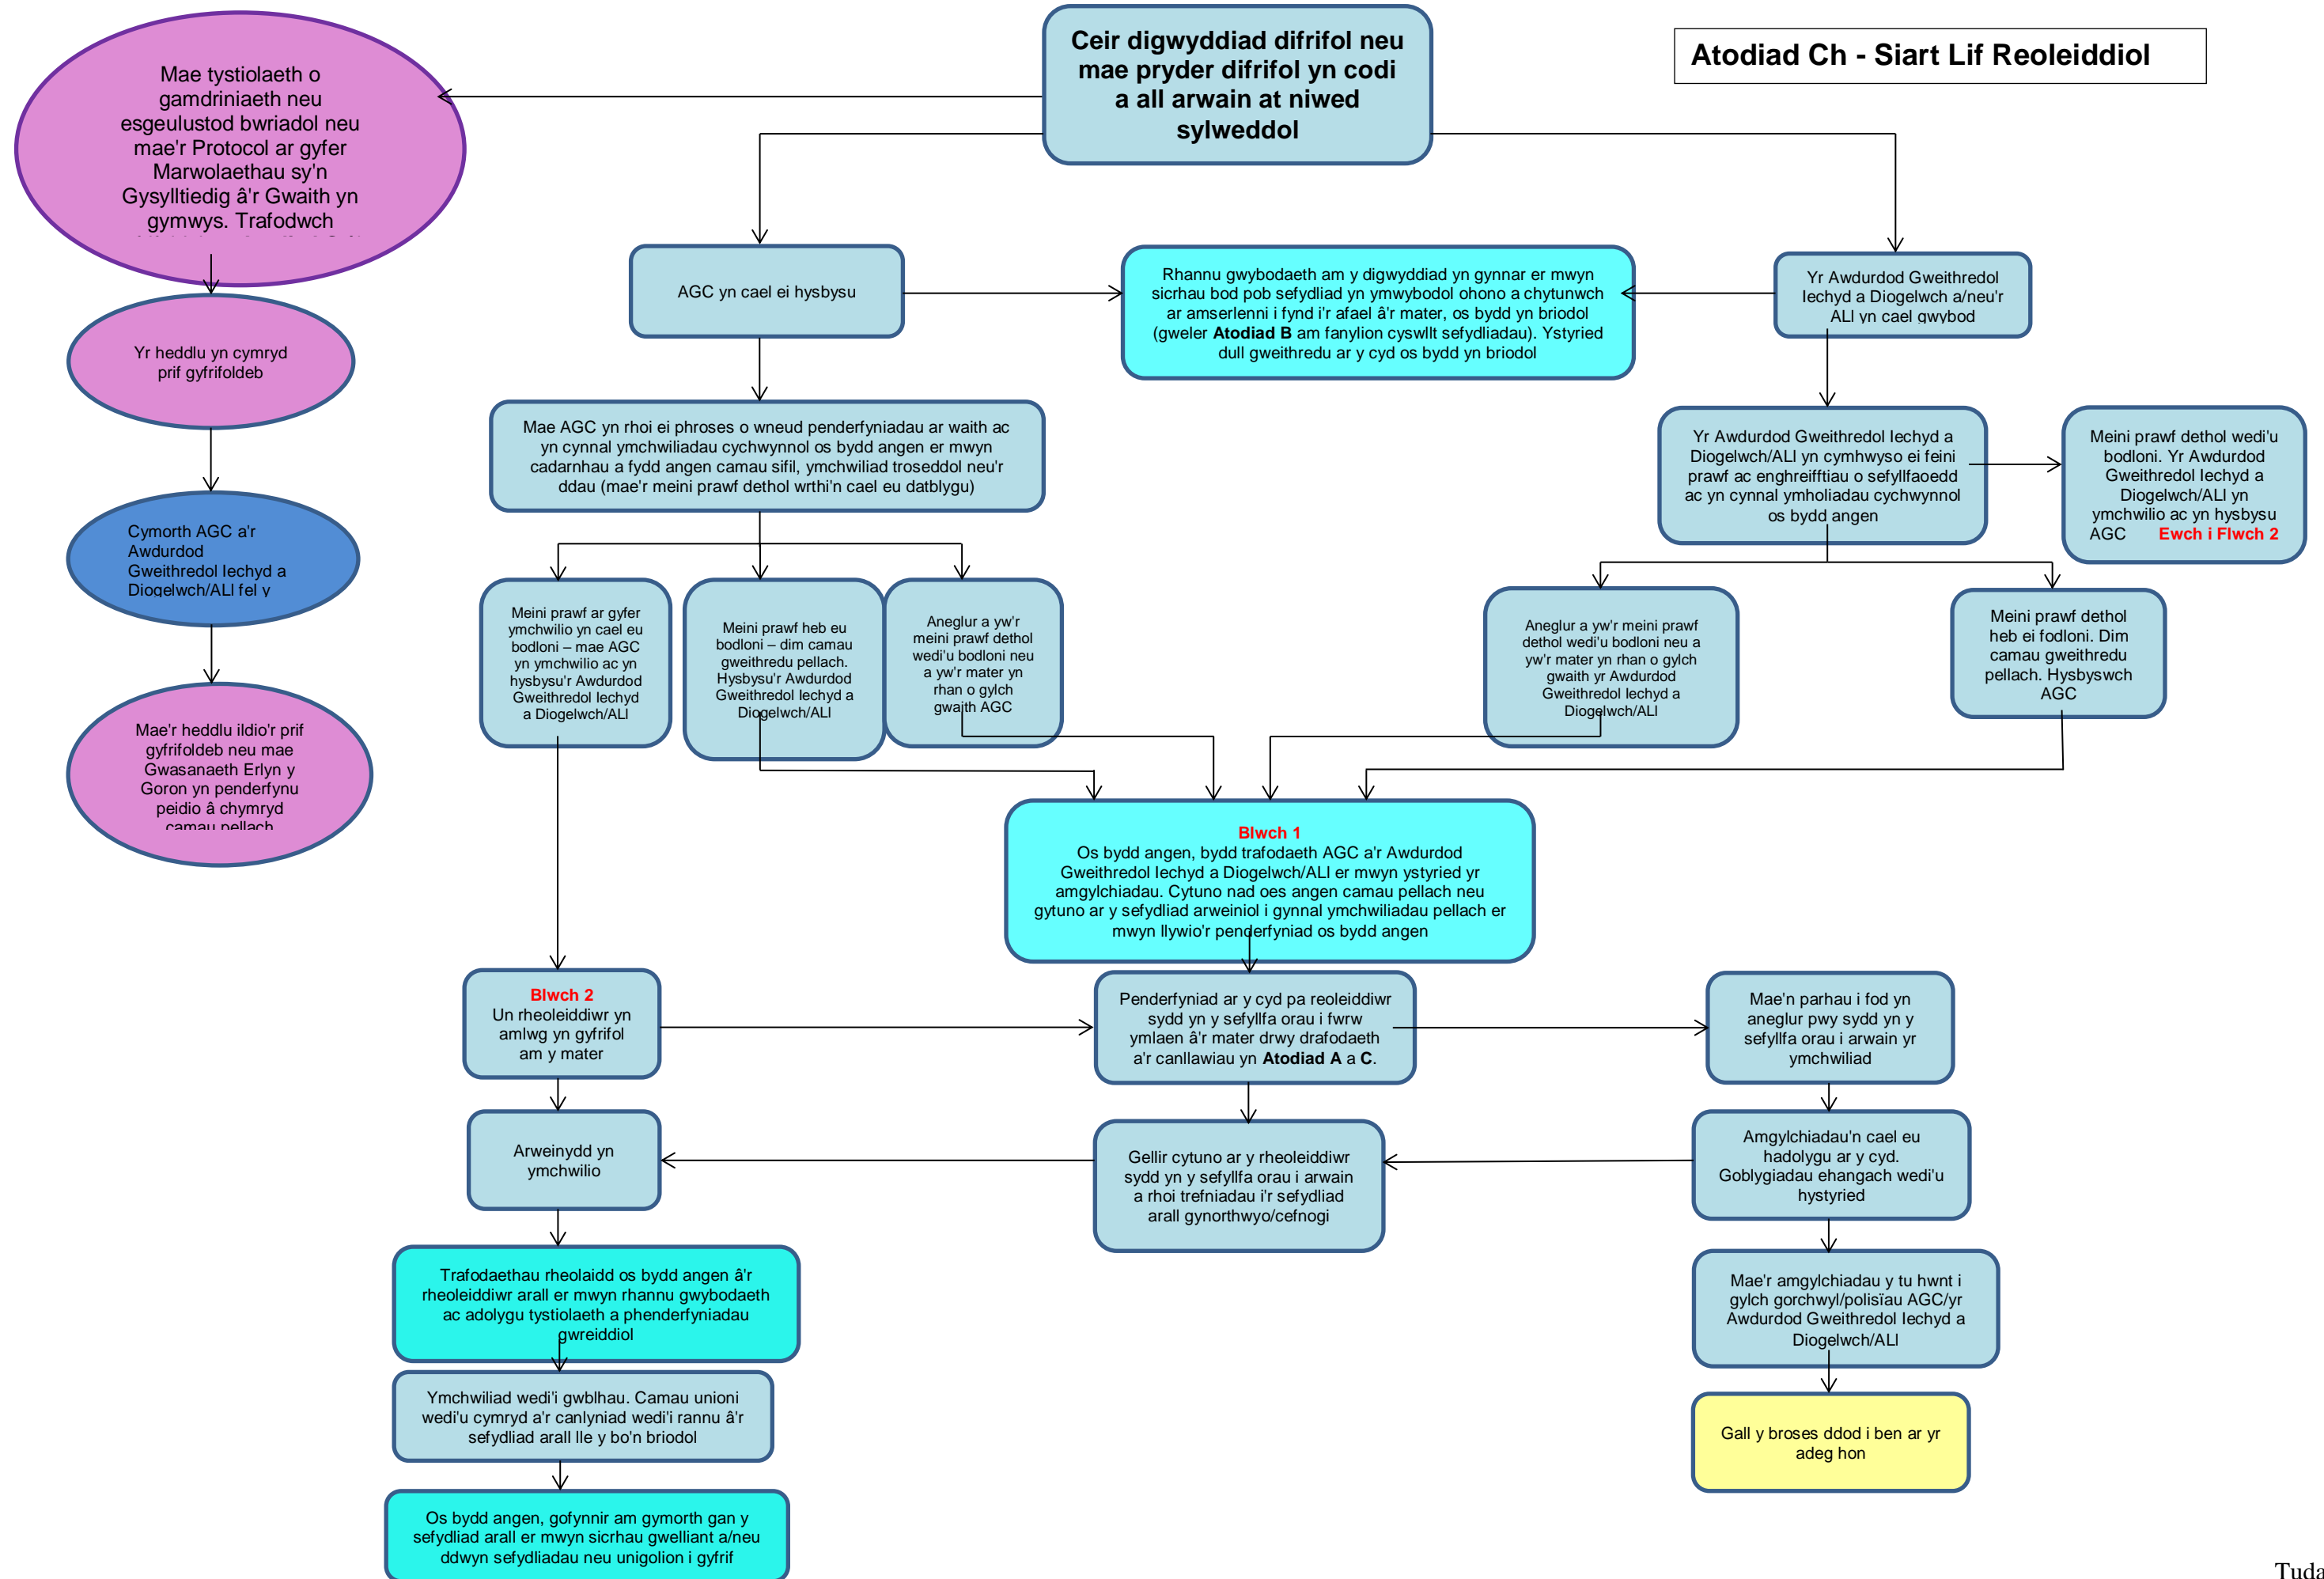 Atodiad Ch - Siart Lif Reoleiddiol
Ceir digwyddiad difrifol neu
mae pryder difrifol yn codi
a all arwain at niwed
sylweddol
Mae tystiolaeth o
gamdriniaeth neu
esgeulustod bwriadol neu
mae'r Protocol ar gyfer
Marwolaethau sy'n
Gysylltiedig â'r Gwaith yn
gymwys. Trafodwch
Yr heddlu yn cymryd
prif gyfrifoldeb
Cymorth AGC a'r
Awdurdod
Gweithredol Iechyd a
Diogelwch/ALl fel y
Mae'r heddlu ildio'r prif
gyfrifoldeb neu mae
Gwasanaeth Erlyn y
Goron yn penderfynu
peidio â chymryd
camau pellach
AGC yn cael ei hysbysu
Rhannu gwybodaeth am y digwyddiad yn gynnar er mwyn
sicrhau bod pob sefydliad yn ymwybodol ohono a chytunwch
ar amserlenni i fynd i'r afael â'r mater, os bydd yn briodol
(gweler Atodiad B am fanylion cyswllt sefydliadau). Ystyried
dull gweithredu ar y cyd os bydd yn briodol
Yr Awdurdod Gweithredol
Iechyd a Diogelwch a/neu'r
ALl yn cael gwybod
Mae AGC yn rhoi ei phroses o wneud penderfyniadau ar waith ac
yn cynnal ymchwiliadau cychwynnol os bydd angen er mwyn
cadarnhau a fydd angen camau sifil, ymchwiliad troseddol neu'r
ddau (mae'r meini prawf dethol wrthi'n cael eu datblygu)
Yr Awdurdod Gweithredol Iechyd a
Diogelwch/ALl yn cymhwyso ei feini
prawf ac enghreifftiau o sefyllfaoedd
ac yn cynnal ymholiadau cychwynnol
os bydd angen
Meini prawf dethol wedi'u
bodloni. Yr Awdurdod
Gweithredol Iechyd a
Diogelwch/ALl yn
ymchwilio ac yn hysbysu
AGC Ewch i Flwch 2
Meini prawf ar gyfer
ymchwilio yn cael eu
bodloni – mae AGC
yn ymchwilio ac yn
hysbysu'r Awdurdod
Gweithredol Iechyd
a Diogelwch/ALl
Meini prawf heb eu
bodloni – dim camau
gweithredu pellach.
Hysbysu'r Awdurdod
Gweithredol Iechyd a
Diogelwch/ALl
Aneglur a yw'r
meini prawf dethol
wedi'u bodloni neu
a yw'r mater yn
rhan o gylch
gwaith AGC
Aneglur a yw'r meini prawf
dethol wedi'u bodloni neu a
yw'r mater yn rhan o gylch
gwaith yr Awdurdod
Gweithredol Iechyd a
Diogelwch/ALl
Meini prawf dethol
heb ei fodloni. Dim
camau gweithredu
pellach. Hysbyswch
AGC
Blwch 1
Os bydd angen, bydd trafodaeth AGC a'r Awdurdod
Gweithredol Iechyd a Diogelwch/ALl er mwyn ystyried yr
amgylchiadau. Cytuno nad oes angen camau pellach neu
gytuno ar y sefydliad arweiniol i gynnal ymchwiliadau pellach er
mwyn llywio'r penderfyniad os bydd angen
Blwch 2
Un rheoleiddiwr yn
amlwg yn gyfrifol
am y mater
Penderfyniad ar y cyd pa reoleiddiwr
sydd yn y sefyllfa orau i fwrw
ymlaen â'r mater drwy drafodaeth
a'r canllawiau yn Atodiad A a C.
Mae'n parhau i fod yn
aneglur pwy sydd yn y
sefyllfa orau i arwain yr
ymchwiliad
Arweinydd yn
ymchwilio
Gellir cytuno ar y rheoleiddiwr
sydd yn y sefyllfa orau i arwain
a rhoi trefniadau i'r sefydliad
arall gynorthwyo/cefnogi
Amgylchiadau'n cael eu
hadolygu ar y cyd.
Goblygiadau ehangach wedi'u
hystyried
Trafodaethau rheolaidd os bydd angen â'r
rheoleiddiwr arall er mwyn rhannu gwybodaeth
ac adolygu tystiolaeth a phenderfyniadau
gwreiddiol
Mae'r amgylchiadau y tu hwnt i
gylch gorchwyl/polisïau AGC/yr
Awdurdod Gweithredol Iechyd a
Diogelwch/ALl
Ymchwiliad wedi'i gwblhau. Camau unioni
wedi'u cymryd a'r canlyniad wedi'i rannu â'r
sefydliad arall lle y bo'n briodol
Gall y broses ddod i ben ar yr
adeg hon
Os bydd angen, gofynnir am gymorth gan y
sefydliad arall er mwyn sicrhau gwelliant a/neu
ddwyn sefydliadau neu unigolion i gyfrif
Tuda